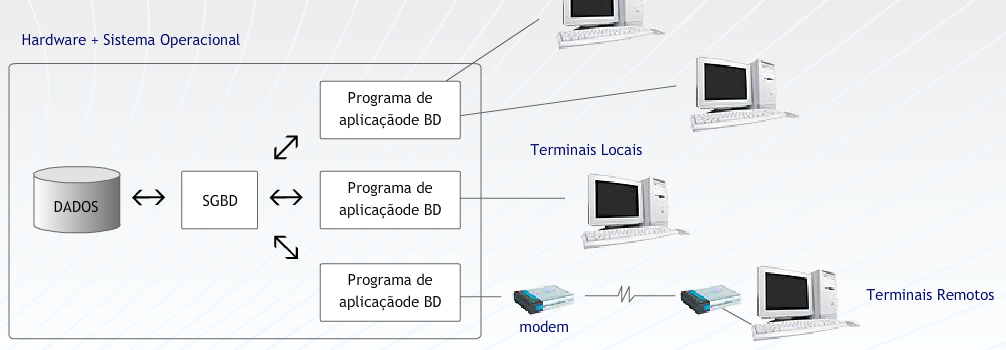 Hardware + Sistema Operacional
Programa de
aplicaçãode BD
Terminais Locais
DADOS
SGBD
Programa de
aplicaçãode BD
Programa de
aplicaçãode BD
modem
Terminais Remotos